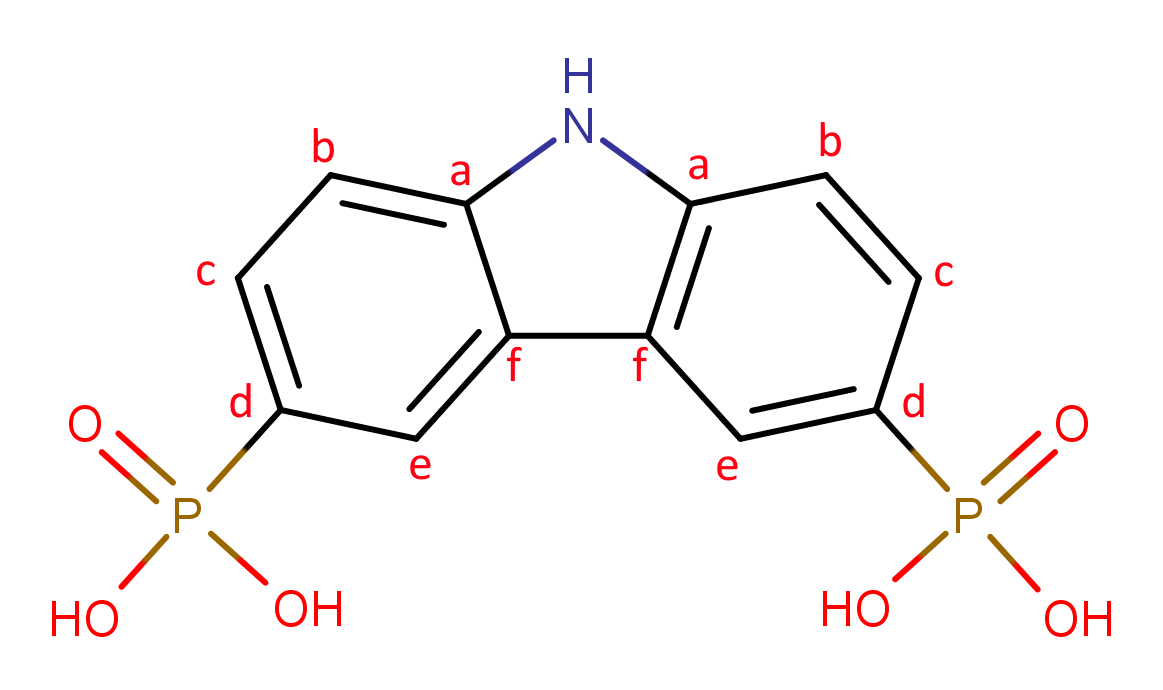 H
N
b a a b
c c
f f
d d
e e
O O
P P
HO OH HO OH